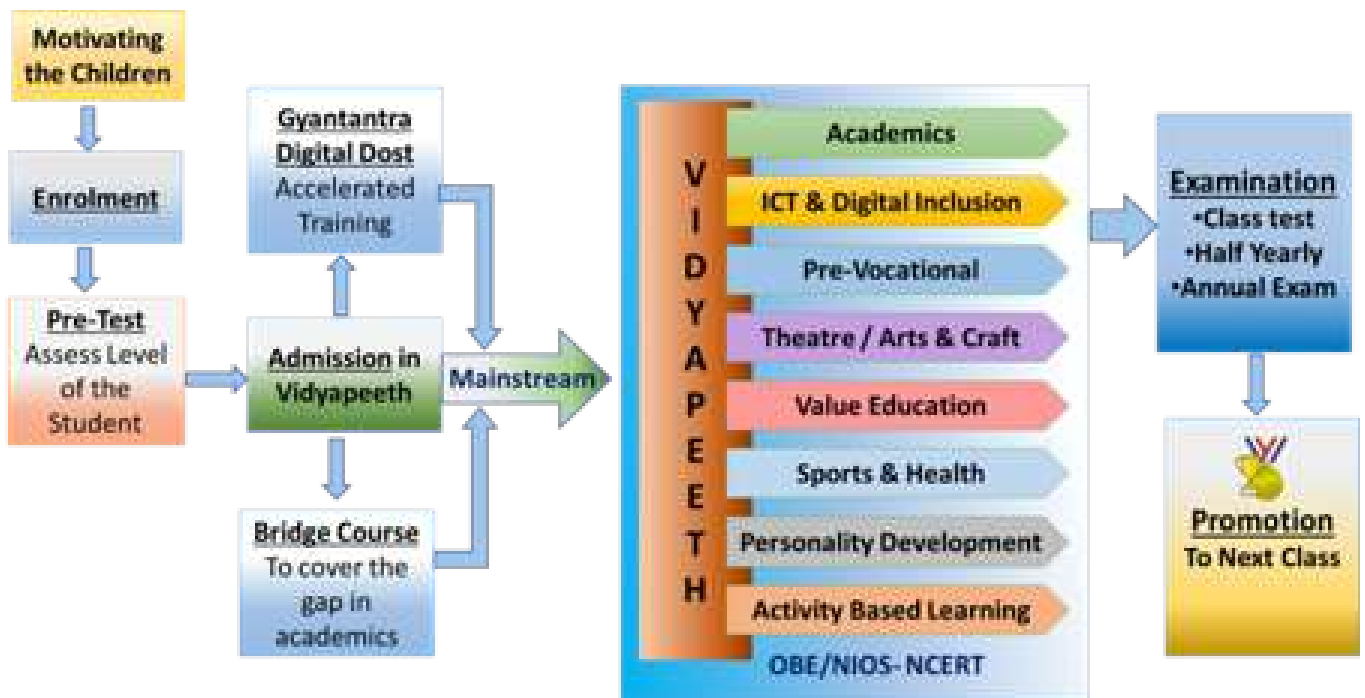 Motivating
the Children
Enrolment
Pre-Test
Assess Level
of the
Student
Gyantantra
Digital Dost
Accelerated
Training
Admission in
Vidyapeeth
Mainstream
Bridge Course
To cover the
gap in
academics
VIDYAPEETH
Academics
ICT & Digital Inclusion
Pre-Vocational
Theatre / Arts & Craft
Value Education
Sports & Health
Personality Development
Activity Based Learning
OBE/NIOS- NCERT
Examination
•Class test
•Half Yearly
•Annual Exam
Promotion
To Next Class